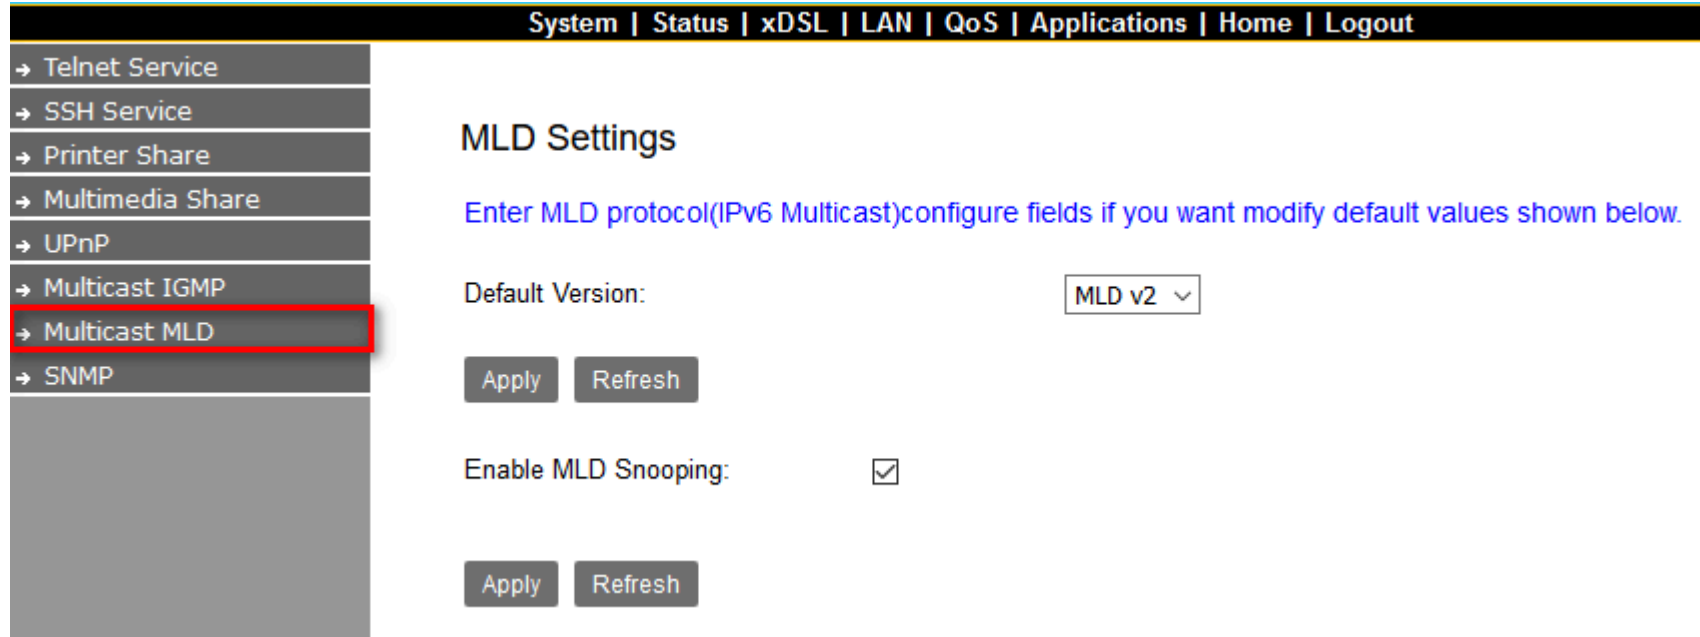 System | Status | xDSL | LAN | QoS | Applications | Home | Logout
Telnet Service
SSH Service
Printer Share
Multimedia Share
UPnP
Multicast IGMP
Multicast MLD
SNMP
MLD Settings
Enter MLD protocol(IPv6 Multicast)configure fields if you want modify default values shown below.
Default Version: MLD v2
Apply Refresh
Enable MLD Snooping:
Apply Refresh